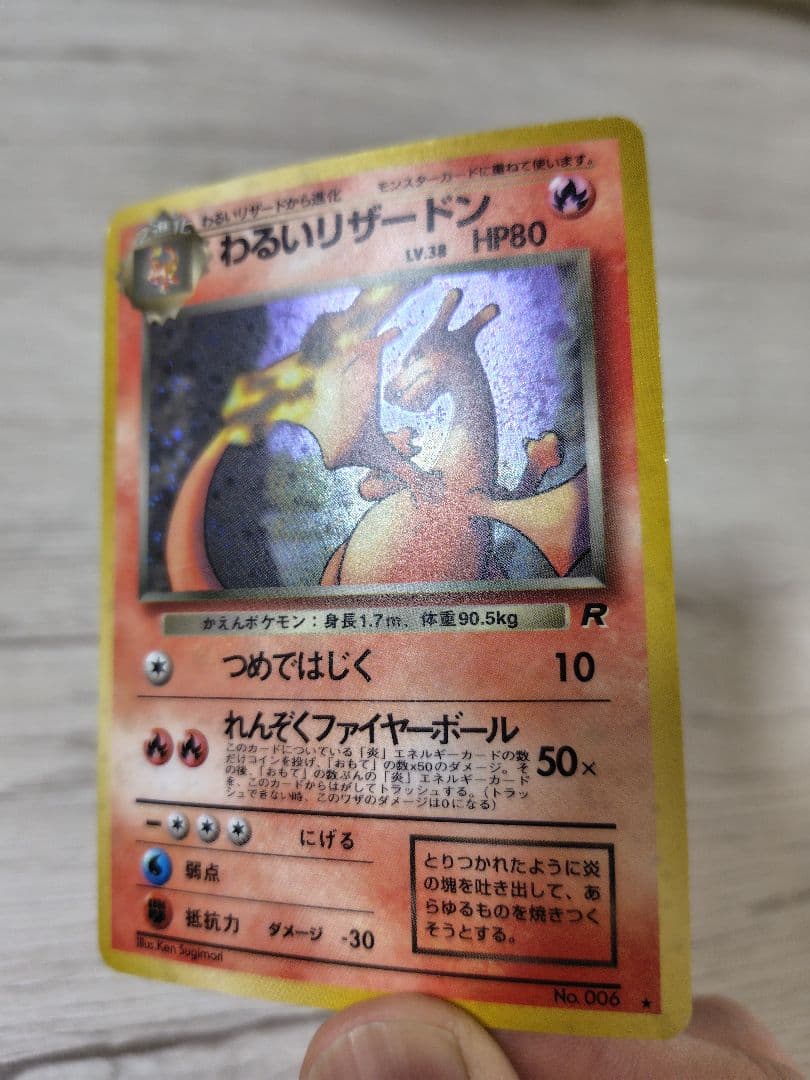 わるいリザードから進化
モンスターカードに重ねて使います。
2進化
わるいリザードン
LV.38
HP80
かえんポケモン：身長1.7m、体重90.5kg
R
つめではじく 10
れんぞくファイヤーボール
このカードについている「炎」エネルギーカードの数
だけコインを投げ、「おもて」の数×50のダメージ。そ
の後、「おもて」の数ぶんの「炎」エネルギーカード
を、このカードからはがしてトラッシュする。（トラッ
シュできない時、このワザのダメージは0になる）
50×
にげる
弱点
抵抗力 ダメージ -30
とりつかれたように炎
の塊を吐き出して、あ
らゆるものを焼きつく
そうとする。
Illus. Ken Sugimori
No. 006 ★